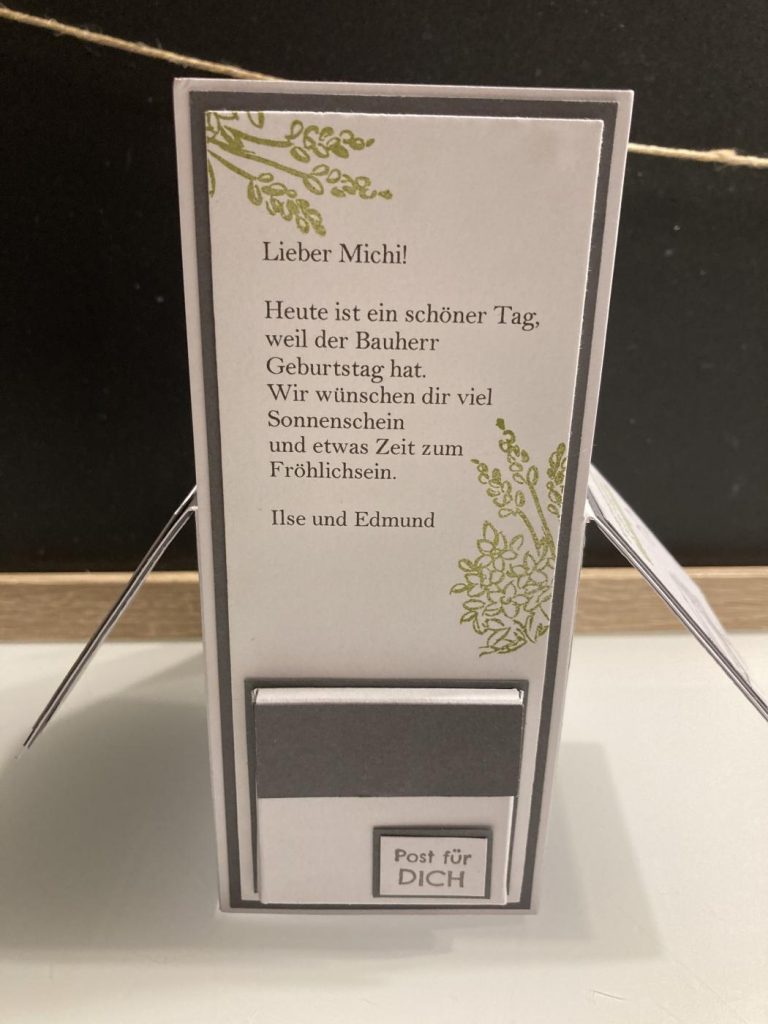 Lieber Michi!
Heute ist ein schöner Tag,
weil der Bauherr
Geburtstag hat.
Wir wünschen dir viel
Sonnenschein
und etwas Zeit zum
Fröhlichsein.
Ilse und Edmund
Post für
DICH